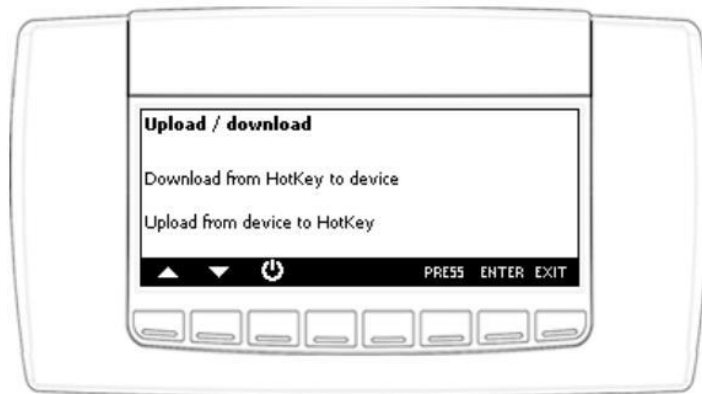 Upload / download
Download from HotKey to device
Upload from device to HotKey
PRESS ENTER EXIT